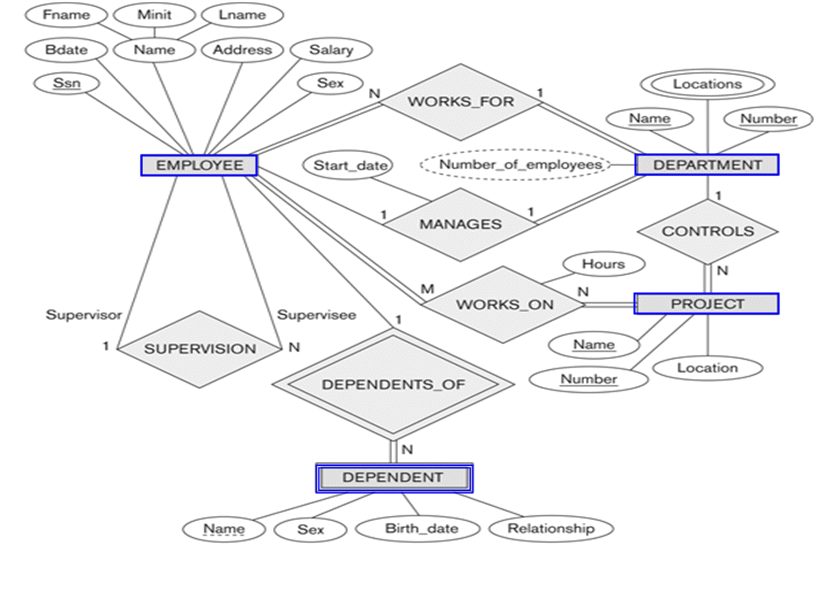 Fname
Minit
Lname
Bdate
Name
Address
Salary
Ssn
Sex
N
WORKS_FOR
1
Locations
Name
Number
EMPLOYEE
Start_date
Number_of_employees
DEPARTMENT
1
MANAGES
1
1
CONTROLS
N
Hours
M
WORKS_ON
N
PROJECT
Name
Number
Location
Supervisor
Supervisee
1
SUPERVISION
N
1
DEPENDENTS_OF
N
DEPENDENT
Name
Sex
Birth_date
Relationship